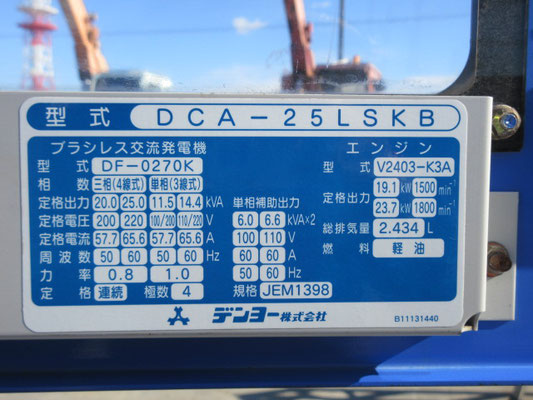 型式 DCA-25LSKB
ブラシレス交流発電機
型式 DF-0270K
相数 三相(4線式) 単相(3線式)
定格出力 20.0 25.0 11.5 14.4 kVA
定格電圧 200 220 100/200 110/220 V
定格電流 57.7 65.6 57.7 65.6 A
周波数 50 60 50 60 Hz
力率 0.8 1.0
定格 連続 極数 4
単相補助出力
6.0 6.6 kVA×2
100 110 V
60 60 A
50 60 Hz
規格 JEM1398
エンジン
型式 V2403-K3A
定格出力 19.1 kW 1500 min⁻¹
23.7 kW 1800 min⁻¹
総排気量 2.434 L
燃料 軽油
デンヨー株式会社
B11131440